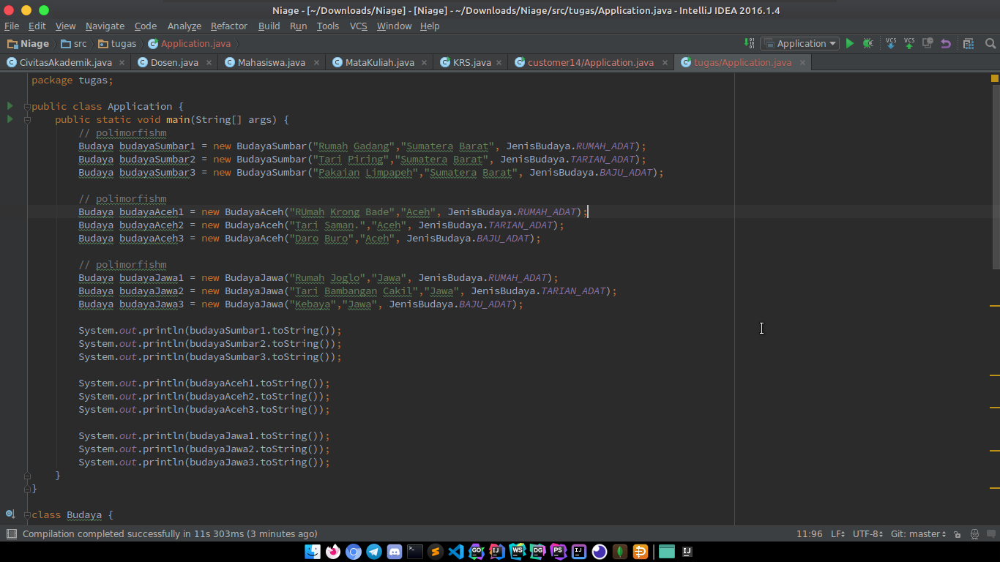 Niage - [~/Downloads/Niage] - [Niage] - ~/Downloads/Niage/src/tugas/Application.java - IntelliJ IDEA 2016.1.4
File Edit View Navigate Code Analyze Refactor Build Run Tools VCS Window Help
Niage src tugas Application.java Application VCS VCS
CivitasAkademik.java Dosen.java Mahasiswa.java MataKuliah.java KRS.java customer14/Application.java tugas/Application.java
package tugas;
public class Application {
public static void main(String[] args) {
// polimorfishm
Budaya budayaSumbar1 = new BudayaSumbar("Rumah Gadang","Sumatera Barat", JenisBudaya.RUMAH_ADAT);
Budaya budayaSumbar2 = new BudayaSumbar("Tari Piring","Sumatera Barat", JenisBudaya.TARIAN_ADAT);
Budaya budayaSumbar3 = new BudayaSumbar("Pakaian Limpapeh","Sumatera Barat", JenisBudaya.BAJU_ADAT);
// polimorfishm
Budaya budayaAceh1 = new BudayaAceh("RUmah Krong Bade","Aceh", JenisBudaya.RUMAH_ADAT);
Budaya budayaAceh2 = new BudayaAceh("Tari Saman.","Aceh", JenisBudaya.TARIAN_ADAT);
Budaya budayaAceh3 = new BudayaAceh("Daro Buro","Aceh", JenisBudaya.BAJU_ADAT);
// polimorfishm
Budaya budayaJawa1 = new BudayaJawa("Rumah Joglo","Jawa", JenisBudaya.RUMAH_ADAT);
Budaya budayaJawa2 = new BudayaJawa("Tari Bambangan Cakil","Jawa", JenisBudaya.TARIAN_ADAT);
Budaya budayaJawa3 = new BudayaJawa("Kebaya","Jawa", JenisBudaya.BAJU_ADAT);
System.out.println(budayaSumbar1.toString());
System.out.println(budayaSumbar2.toString());
System.out.println(budayaSumbar3.toString());
System.out.println(budayaAceh1.toString());
System.out.println(budayaAceh2.toString());
System.out.println(budayaAceh3.toString());
System.out.println(budayaJawa1.toString());
System.out.println(budayaJawa2.toString());
System.out.println(budayaJawa3.toString());
}
}
class Budaya {
Compilation completed successfully in 11s 303ms (3 minutes ago) 11:96 LF UTF-8 Git: master
GO IJ WS DG PS IJ IJ